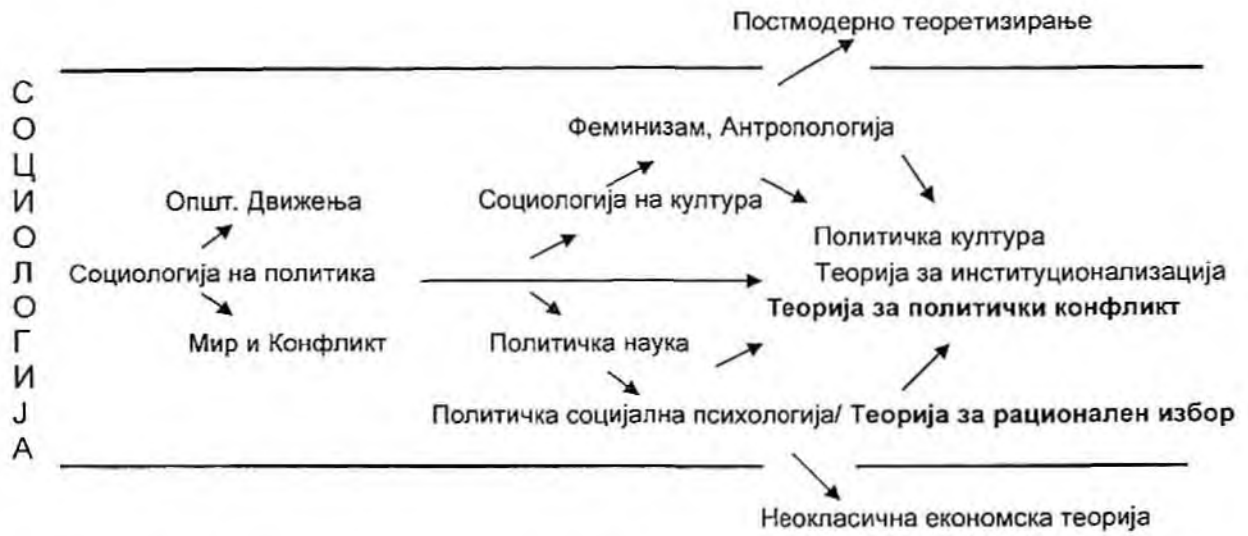 Постмодерно теоретизирање
СОЦИОЛОГИЈА
Феминизам, Антропологија
Општ. Движења
Социологија на култура
Политичка култура
Социологија на политика
Теорија за институционализација
Теорија за политички конфликт
Мир и Конфликт
Политичка наука
Политичка социјална психологија/ Теорија за рационален избор
Неокласична економска теорија